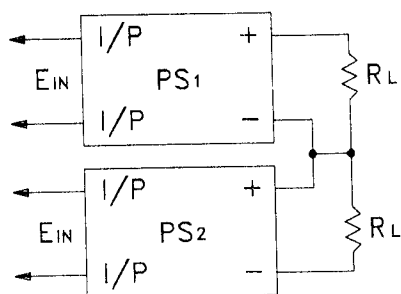 I/P +
EIN PS1 RL
I/P −
I/P +
EIN PS2 RL
I/P −